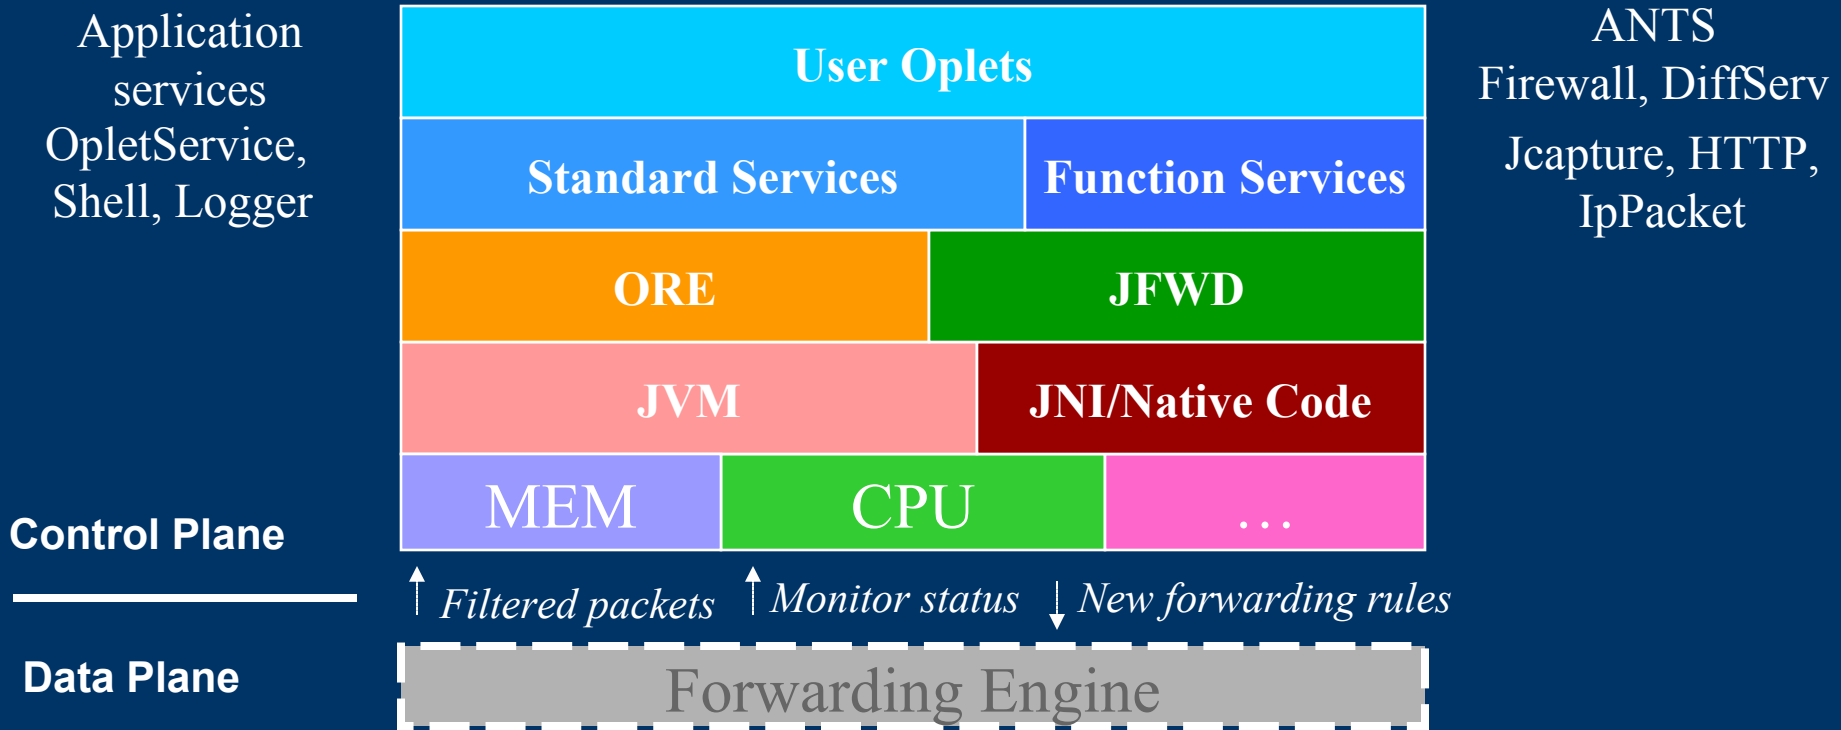 Application
services
OpletService,
Shell, Logger
User Oplets
Standard Services
Function Services
ORE
JFWD
JVM
JNI/Native Code
MEM
CPU
...
ANTS
Firewall, DiffServ
Jcapture, HTTP,
IpPacket
Control Plane
Filtered packets
Monitor status
New forwarding rules
Data Plane
Forwarding Engine